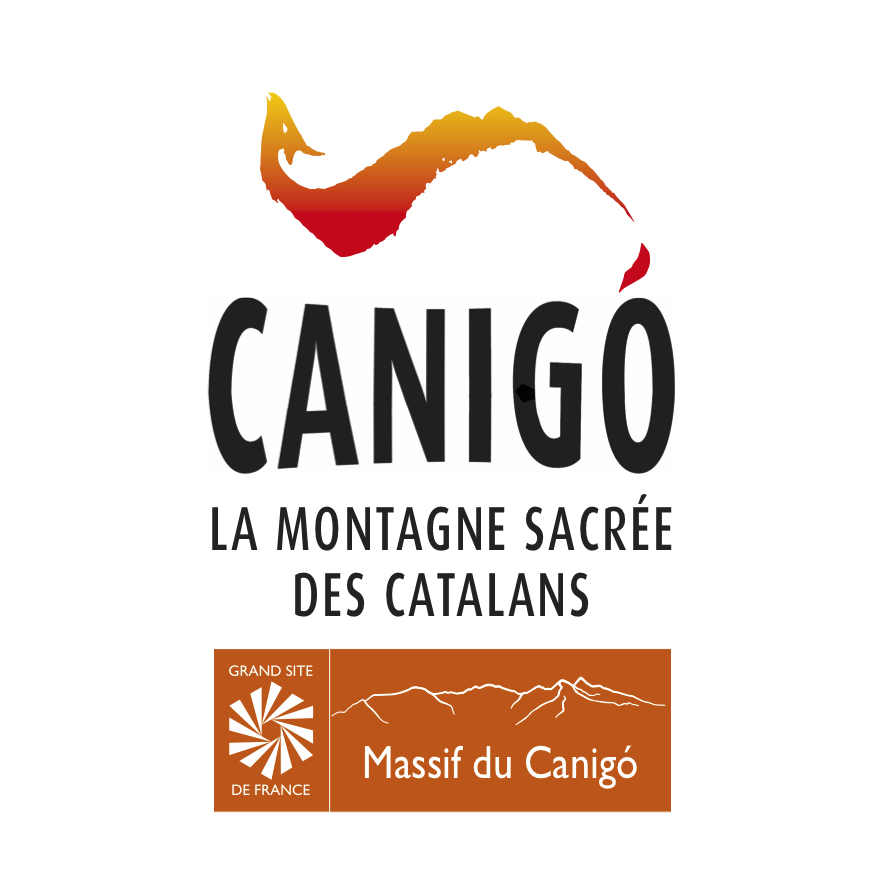 CANIGÓ
LA MONTAGNE SACRÉE
DES CATALANS
GRAND SITE
DE FRANCE
Massif du Canigó